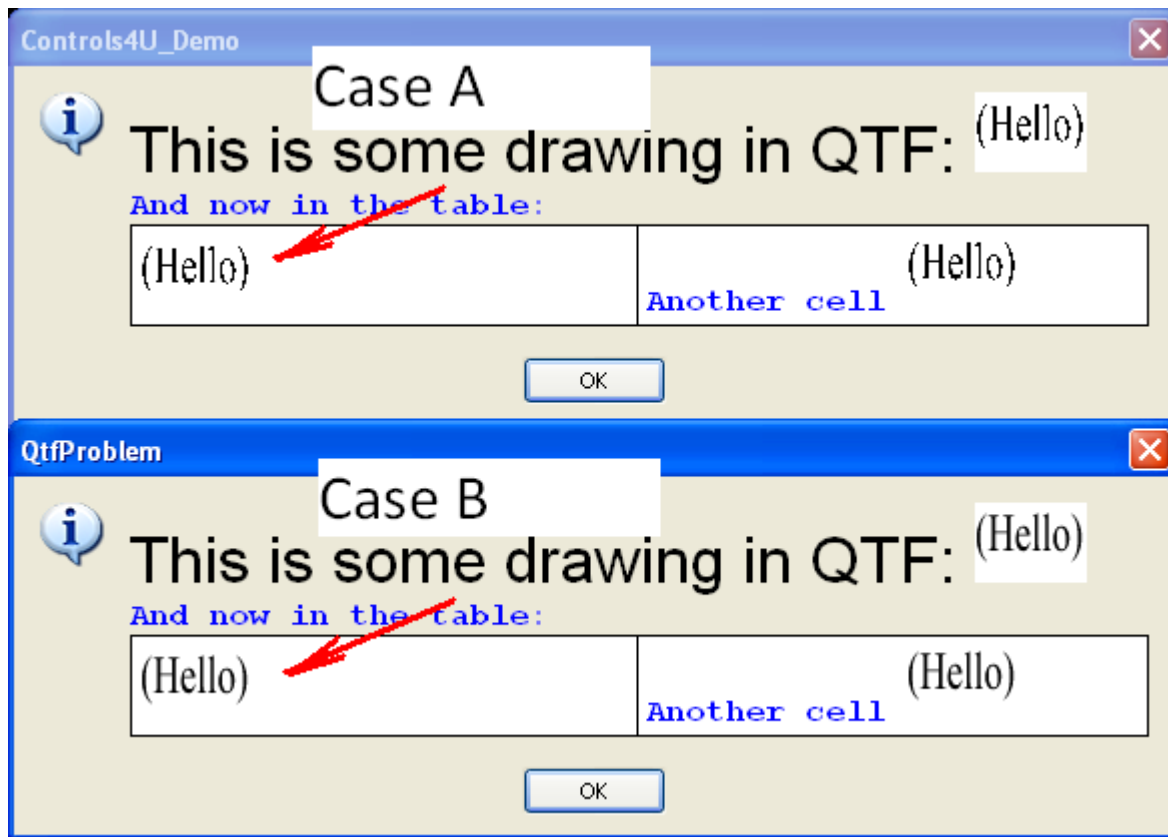 Controls4U_Demo
Case A
This is some drawing in QTF: (Hello)
And now in the table:
(Hello)
(Hello)
Another cell
OK
QtfProblem
Case B
This is some drawing in QTF: (Hello)
And now in the table:
(Hello)
(Hello)
Another cell
OK